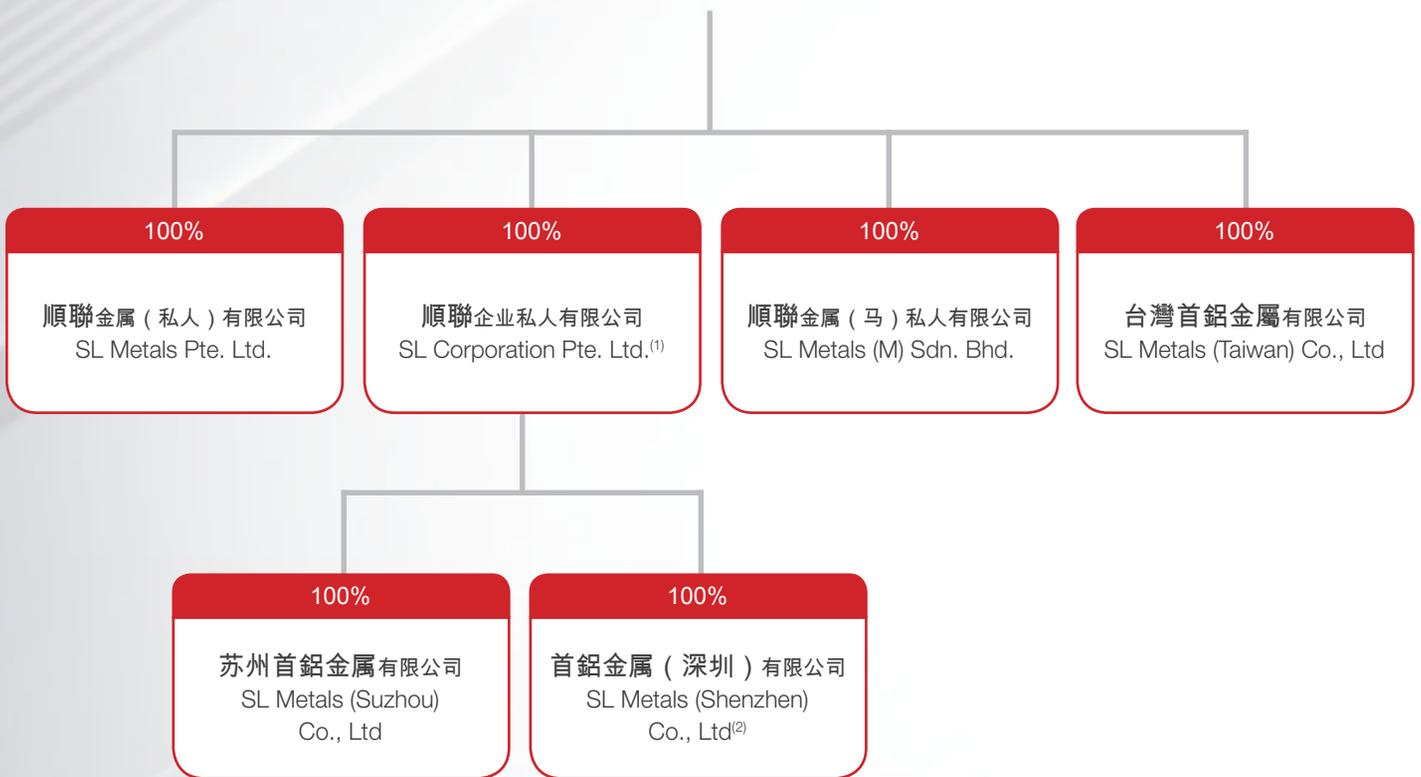 100%
順聯金属（私人）有限公司
SL Metals Pte. Ltd.
100%
順聯企业私人有限公司
SL Corporation Pte. Ltd.(1)
100%
順聯金属（马）私人有限公司
SL Metals (M) Sdn. Bhd.
100%
台灣首鋁金屬有限公司
SL Metals (Taiwan) Co., Ltd
100%
苏州首鋁金属有限公司
SL Metals (Suzhou)
Co., Ltd
100%
首鋁金属（深圳）有限公司
SL Metals (Shenzhen)
Co., Ltd(2)